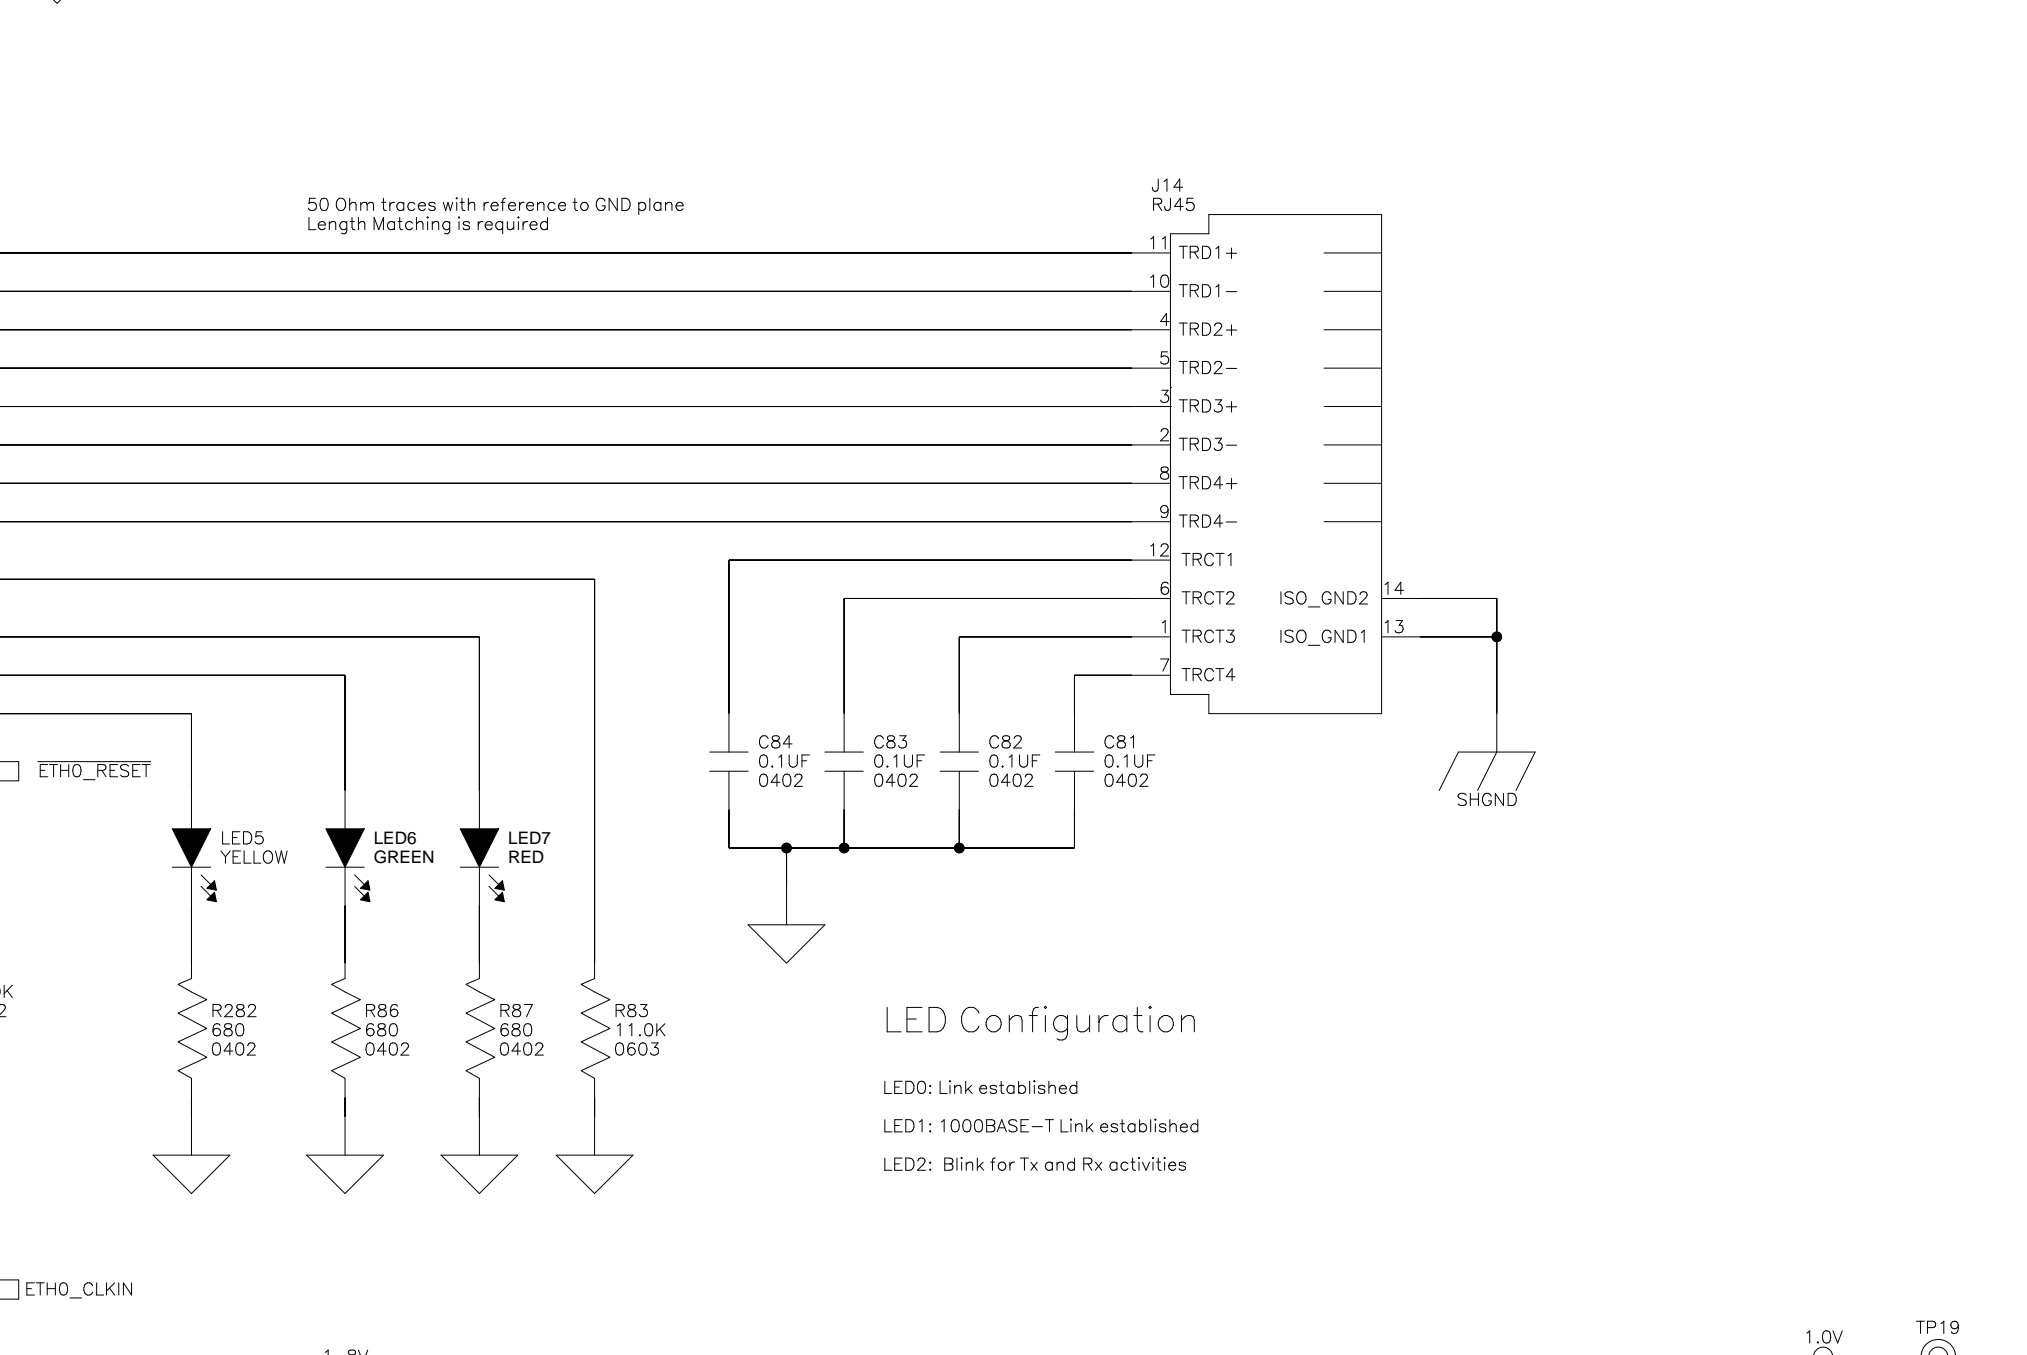 50 Ohm traces with reference to GND plane
Length Matching is required
J14
RJ45
11 TRD1+
10 TRD1-
4 TRD2+
5 TRD2-
3 TRD3+
2 TRD3-
8 TRD4+
9 TRD4-
12 TRCT1
6 TRCT2 ISO_GND2 14
1 TRCT3 ISO_GND1 13
7 TRCT4
C84
0.1UF
0402
C83
0.1UF
0402
C82
0.1UF
0402
C81
0.1UF
0402
SHGND
ETH0_RESET
LED5
YELLOW
LED6
GREEN
LED7
RED
R282
680
0402
R86
680
0402
R87
680
0402
R83
11.0K
0603
LED Configuration
LED0: Link established
LED1: 1000BASE-T Link established
LED2: Blink for Tx and Rx activities
ETH0_CLKIN
1.0V
TP19